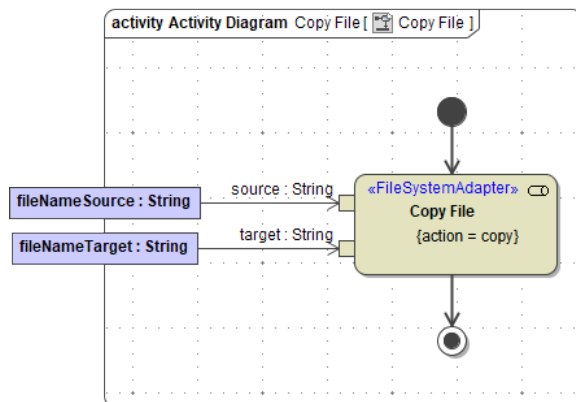 activity Activity Diagram Copy File [ Copy File ]
source : String
«FileSystemAdapter»
fileNameSource : String
Copy File
target : String
{action = copy}
fileNameTarget : String